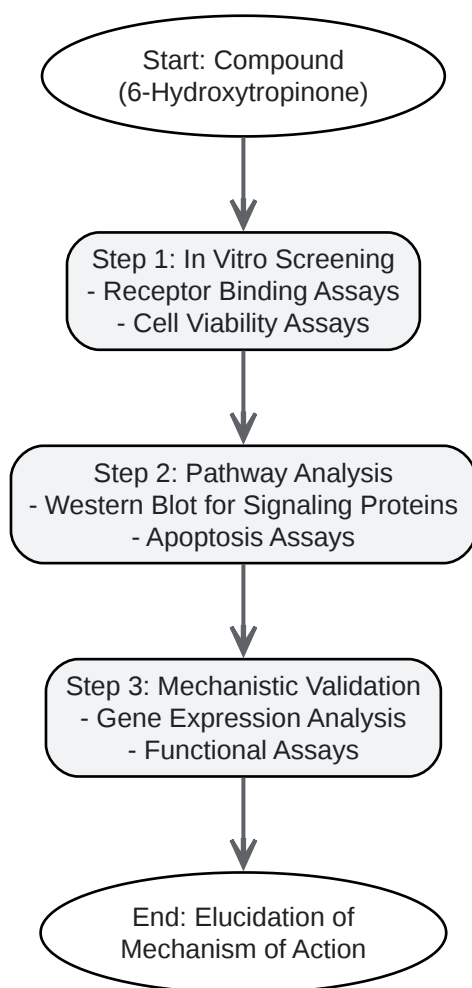 Start: Compound
(6-Hydroxytropinone)
Step 1: In Vitro Screening
- Receptor Binding Assays
- Cell Viability Assays
Step 2: Pathway Analysis
- Western Blot for Signaling Proteins
- Apoptosis Assays
Step 3: Mechanistic Validation
- Gene Expression Analysis
- Functional Assays
End: Elucidation of
Mechanism of Action